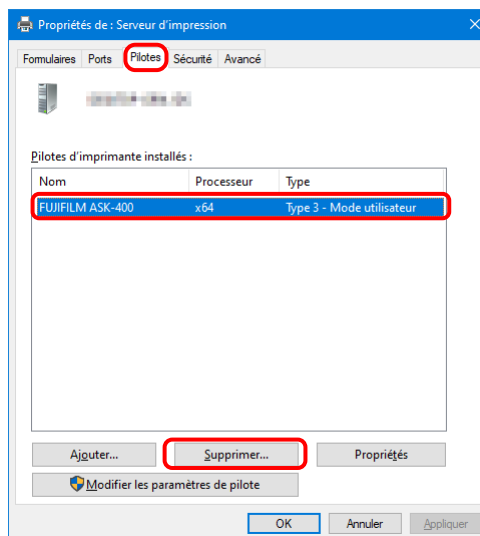 Propriétés de : Serveur d'impression
Formulaires Ports Pilotes Sécurité Avancé
Pilotes d'imprimante installés :
Nom Processeur Type
FUJIFILM ASK-400 x64 Type 3 - Mode utilisateur
Ajouter... Supprimer... Propriétés
Modifier les paramètres de pilote
OK Annuler Appliquer